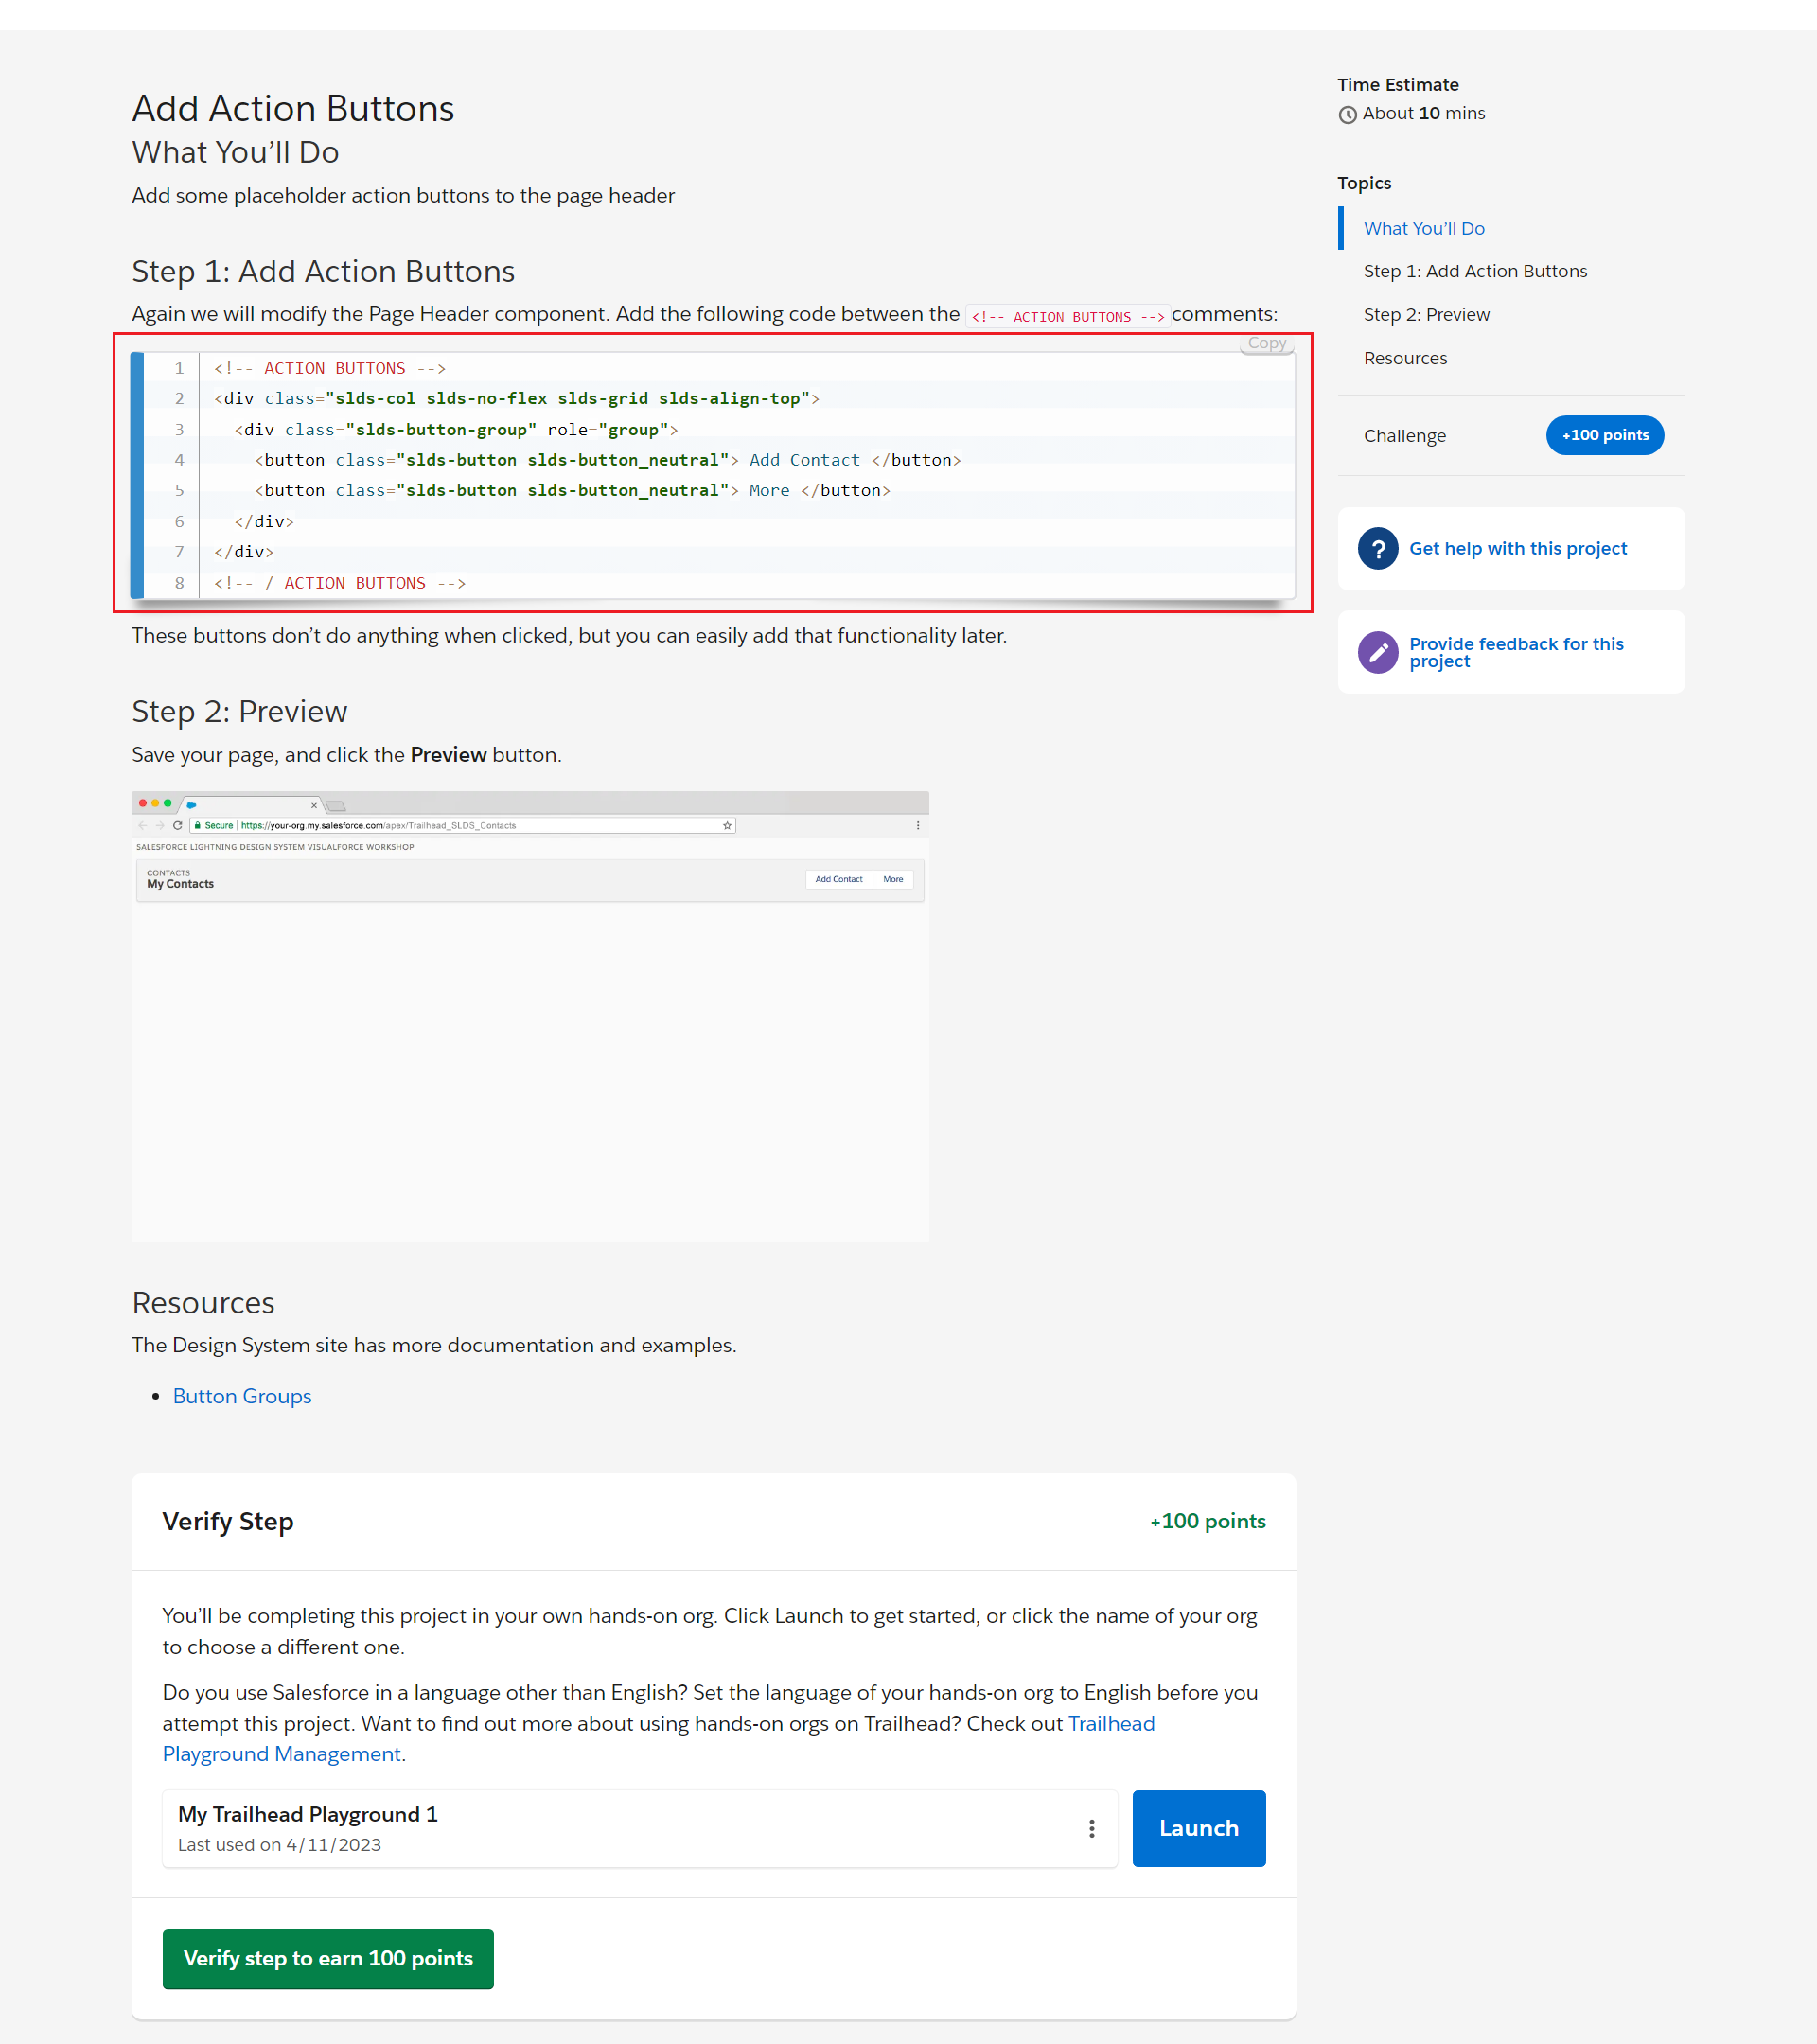 Add Action Buttons
What You’ll Do
Add some placeholder action buttons to the page header
Step 1: Add Action Buttons
Again we will modify the Page Header component. Add the following code between the <!-- ACTION BUTTONS --> comments:
Copy
1 <!-- ACTION BUTTONS -->
2 <div class="slds-col slds-no-flex slds-grid slds-align-top">
3   <div class="slds-button-group" role="group">
4     <button class="slds-button slds-button_neutral"> Add Contact </button>
5     <button class="slds-button slds-button_neutral"> More </button>
6   </div>
7 </div>
8 <!-- / ACTION BUTTONS -->
These buttons don’t do anything when clicked, but you can easily add that functionality later.
Step 2: Preview
Save your page, and click the Preview button.
Secure | https://your-org.my.salesforce.com/apex/Trailhead_SLDS_Contacts
SALESFORCE LIGHTNING DESIGN SYSTEM VISUALFORCE WORKSHOP
CONTACTS
My Contacts
Add Contact More
Resources
The Design System site has more documentation and examples.
• Button Groups
Verify Step +100 points
You’ll be completing this project in your own hands-on org. Click Launch to get started, or click the name of your org
to choose a different one.
Do you use Salesforce in a language other than English? Set the language of your hands-on org to English before you
attempt this project. Want to find out more about using hands-on orgs on Trailhead? Check out Trailhead
Playground Management.
My Trailhead Playground 1
Last used on 4/11/2023
Launch
Verify step to earn 100 points
Time Estimate
About 10 mins
Topics
What You’ll Do
Step 1: Add Action Buttons
Step 2: Preview
Resources
Challenge +100 points
? Get help with this project
Provide feedback for this
project